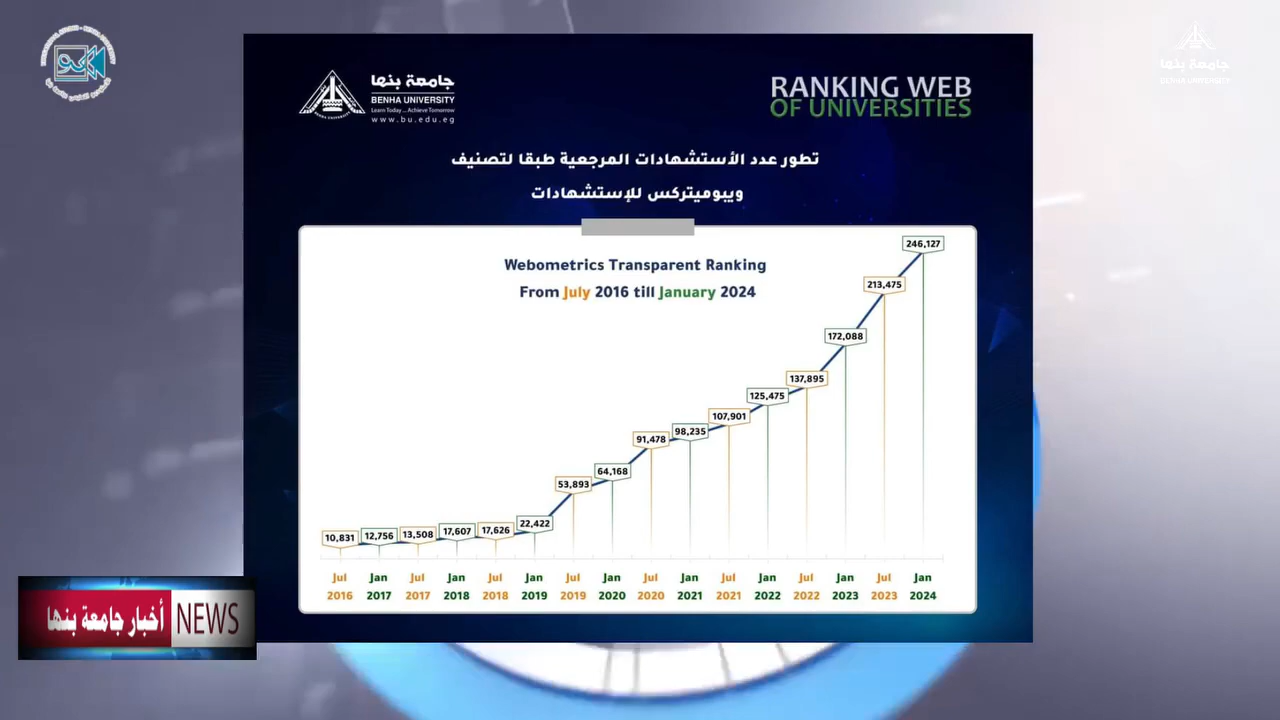 جامعة بنها
BENHA UNIVERSITY
Learn Today ... Achieve Tomorrow
www.bu.edu.eg
RANKING WEB
OF UNIVERSITIES
جامعة بنها
BENHA UNIVERSITY
تطور عدد الأستشهادات المرجعية طبقا لتصنيف
ويبوميتركس للإستشهادات
Webometrics Transparent Ranking
From July 2016 till January 2024
10,831
12,756
13,508
17,607
17,626
22,422
53,893
64,168
91,478
98,235
107,901
125,475
137,895
172,088
213,475
246,127
Jul Jan Jul Jan Jul Jan Jul Jan Jul Jan Jul Jan Jul Jan Jul Jan
2016 2017 2017 2018 2018 2019 2019 2020 2020 2021 2021 2022 2022 2023 2023 2024
أخبار جامعة بنها NEWS